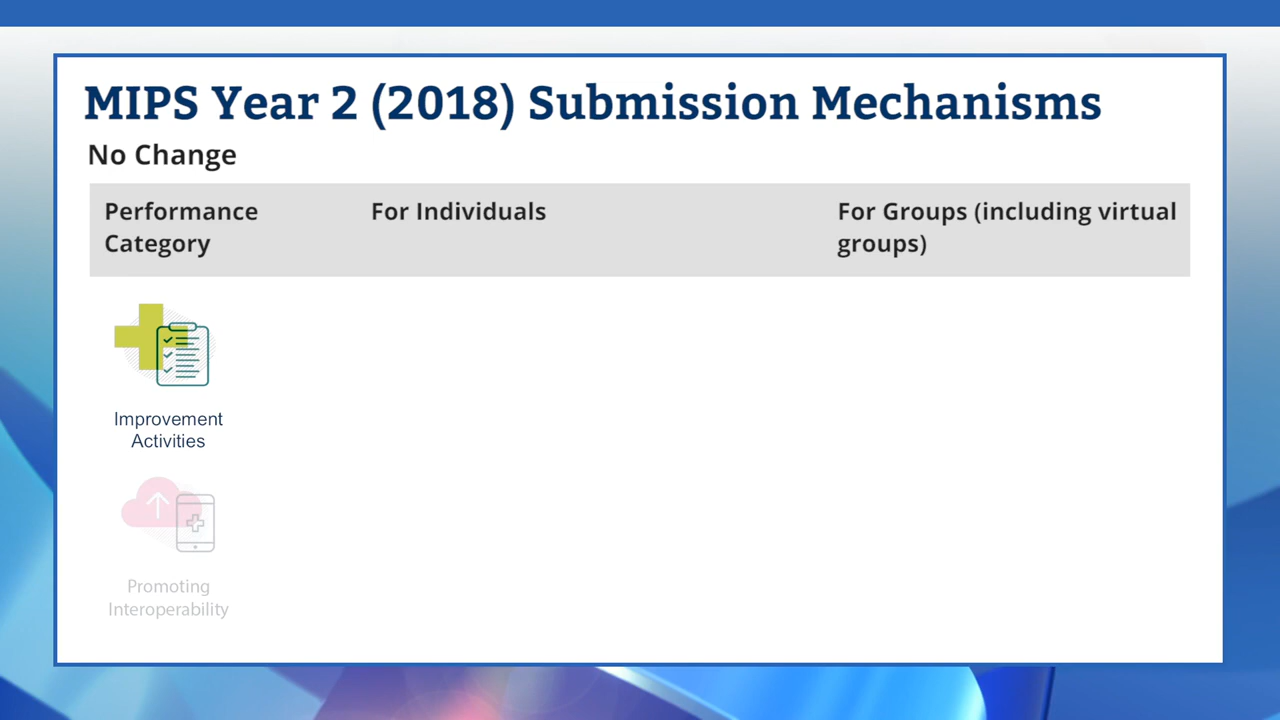 MIPS Year 2 (2018) Submission Mechanisms
No Change
Performance
Category
For Individuals
For Groups (including virtual
groups)
Improvement
Activities
Promoting
Interoperability